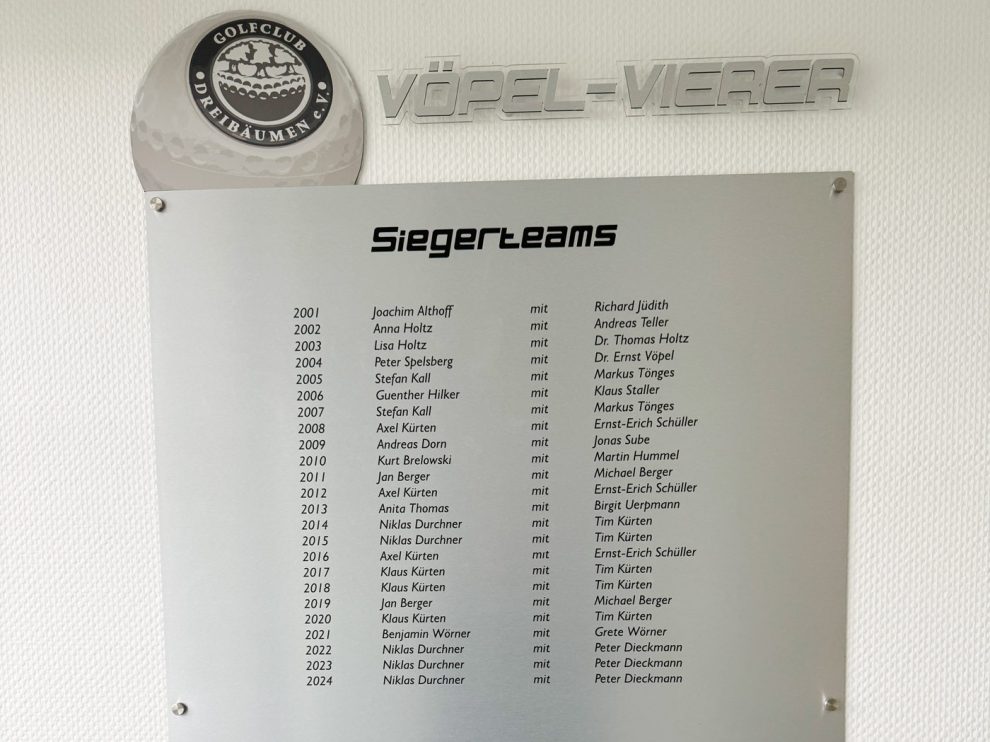 GOLFCLUB
DREIBÄUMEN e.V.
VÖPEL-VIERER
Siegerteams
2001 Joachim Althoff mit Richard Jüdith
2002 Anna Holtz mit Andreas Teller
2003 Lisa Holtz mit Dr. Thomas Holtz
2004 Peter Spelsberg mit Dr. Ernst Vöpel
2005 Stefan Kall mit Markus Tönges
2006 Guenther Hilker mit Klaus Staller
2007 Stefan Kall mit Markus Tönges
2008 Axel Kürten mit Ernst-Erich Schüller
2009 Andreas Dorn mit Jonas Sube
2010 Kurt Brelowski mit Martin Hummel
2011 Jan Berger mit Michael Berger
2012 Axel Kürten mit Ernst-Erich Schüller
2013 Anita Thomas mit Birgit Uerpmann
2014 Niklas Durchner mit Tim Kürten
2015 Niklas Durchner mit Tim Kürten
2016 Axel Kürten mit Ernst-Erich Schüller
2017 Klaus Kürten mit Tim Kürten
2018 Klaus Kürten mit Tim Kürten
2019 Jan Berger mit Michael Berger
2020 Klaus Kürten mit Tim Kürten
2021 Benjamin Wörner mit Grete Wörner
2022 Niklas Durchner mit Peter Dieckmann
2023 Niklas Durchner mit Peter Dieckmann
2024 Niklas Durchner mit Peter Dieckmann